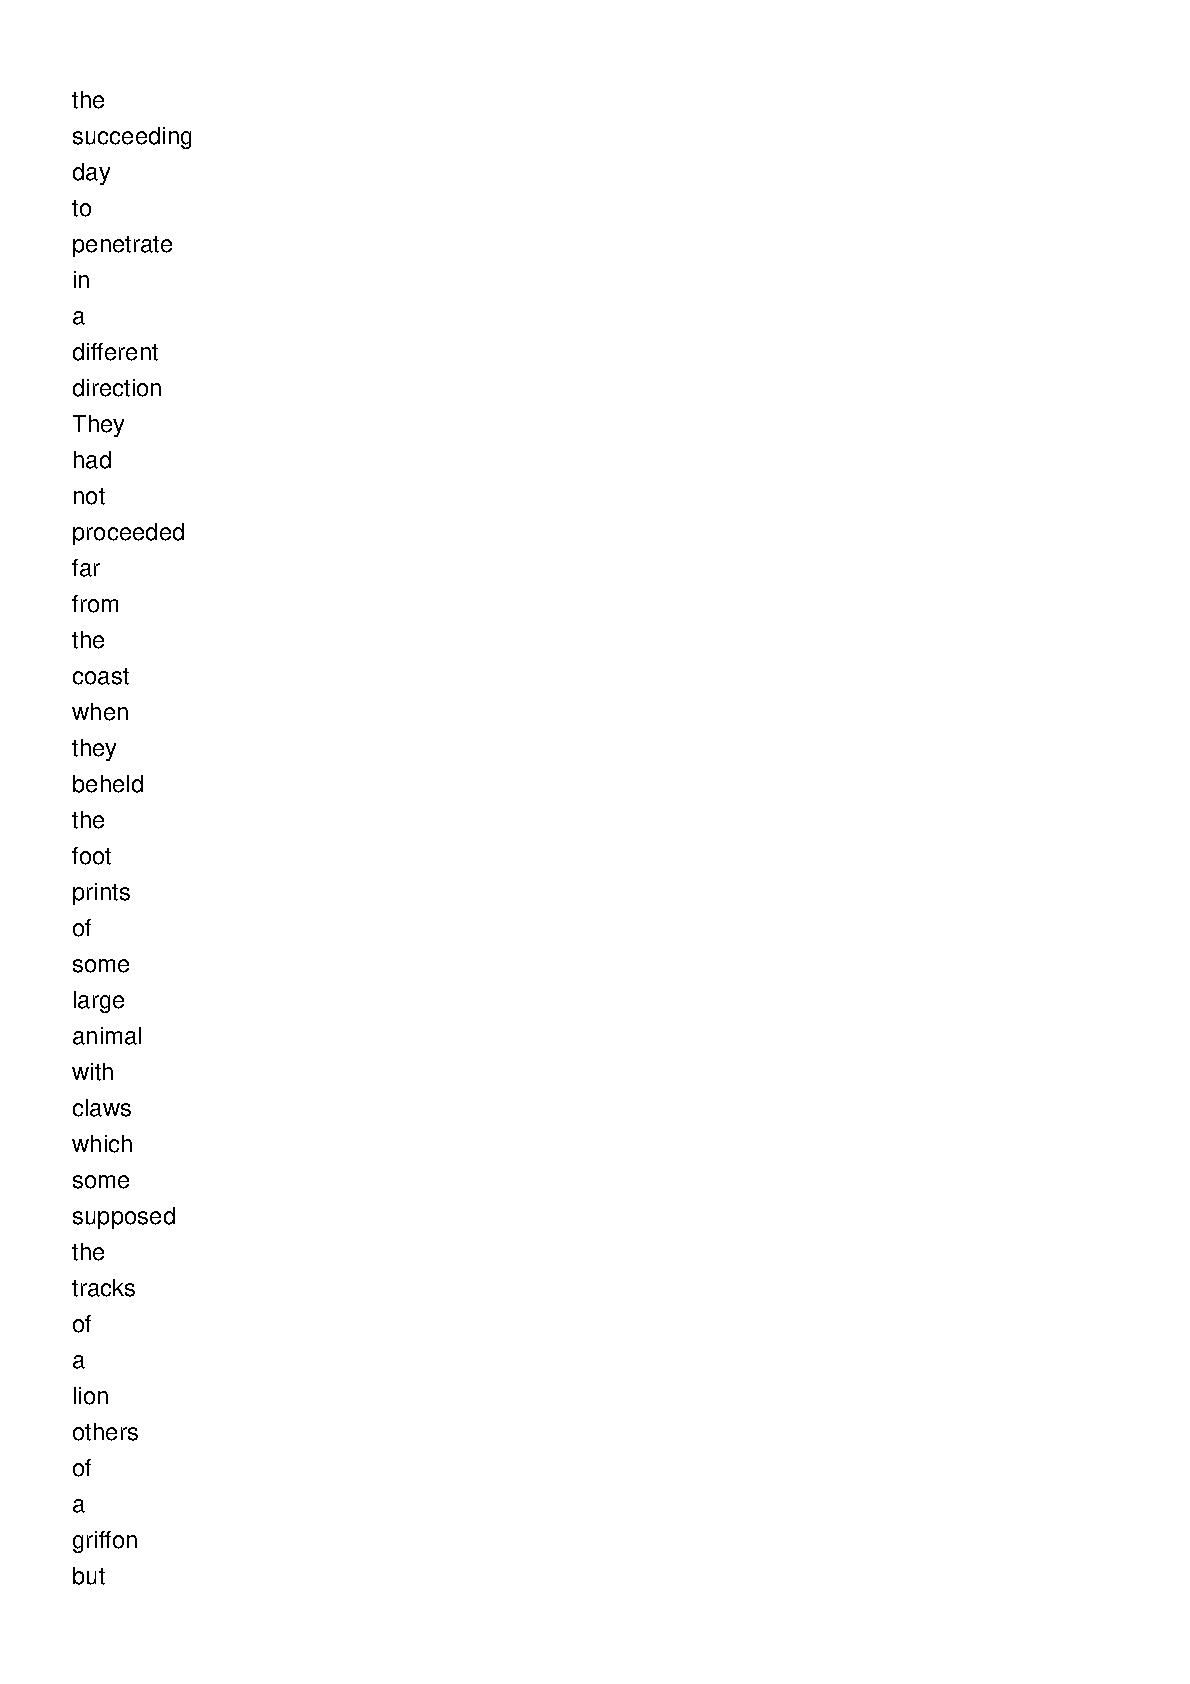 the
succeeding
day
to
penetrate
in
a
different
direction
They
had
not
proceeded
far
from
the
coast
when
they
beheld
the
foot
prints
of
some
large
animal
with
claws
which
some
supposed
the
tracks
of
a
lion
others
of
a
griffon
but